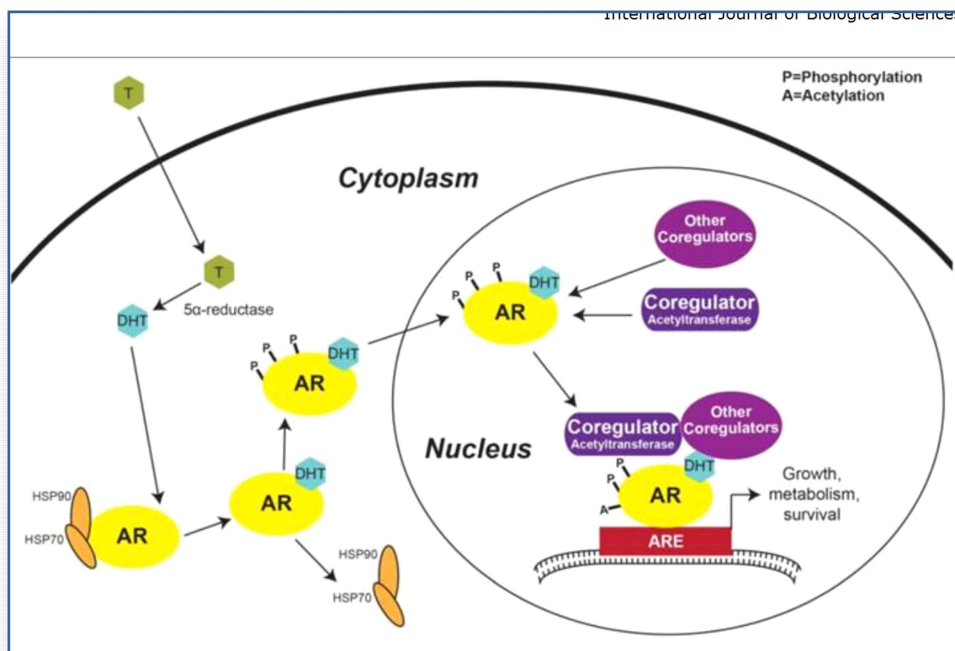 International Journal of Biological Sciences
P=Phosphorylation
A=Acetylation
T
Cytoplasm
Other
Coregulators
T
P
P
P
DHT
AR
Coregulator
Acetyltransferase
DHT
5α-reductase
P
P
P
DHT
AR
Nucleus
Coregulator
Acetyltransferase
Other
Coregulators
DHT
AR
P
P
A
DHT
AR
Growth,
metabolism,
survival
HSP90
HSP70
AR
ARE
HSP90
HSP70